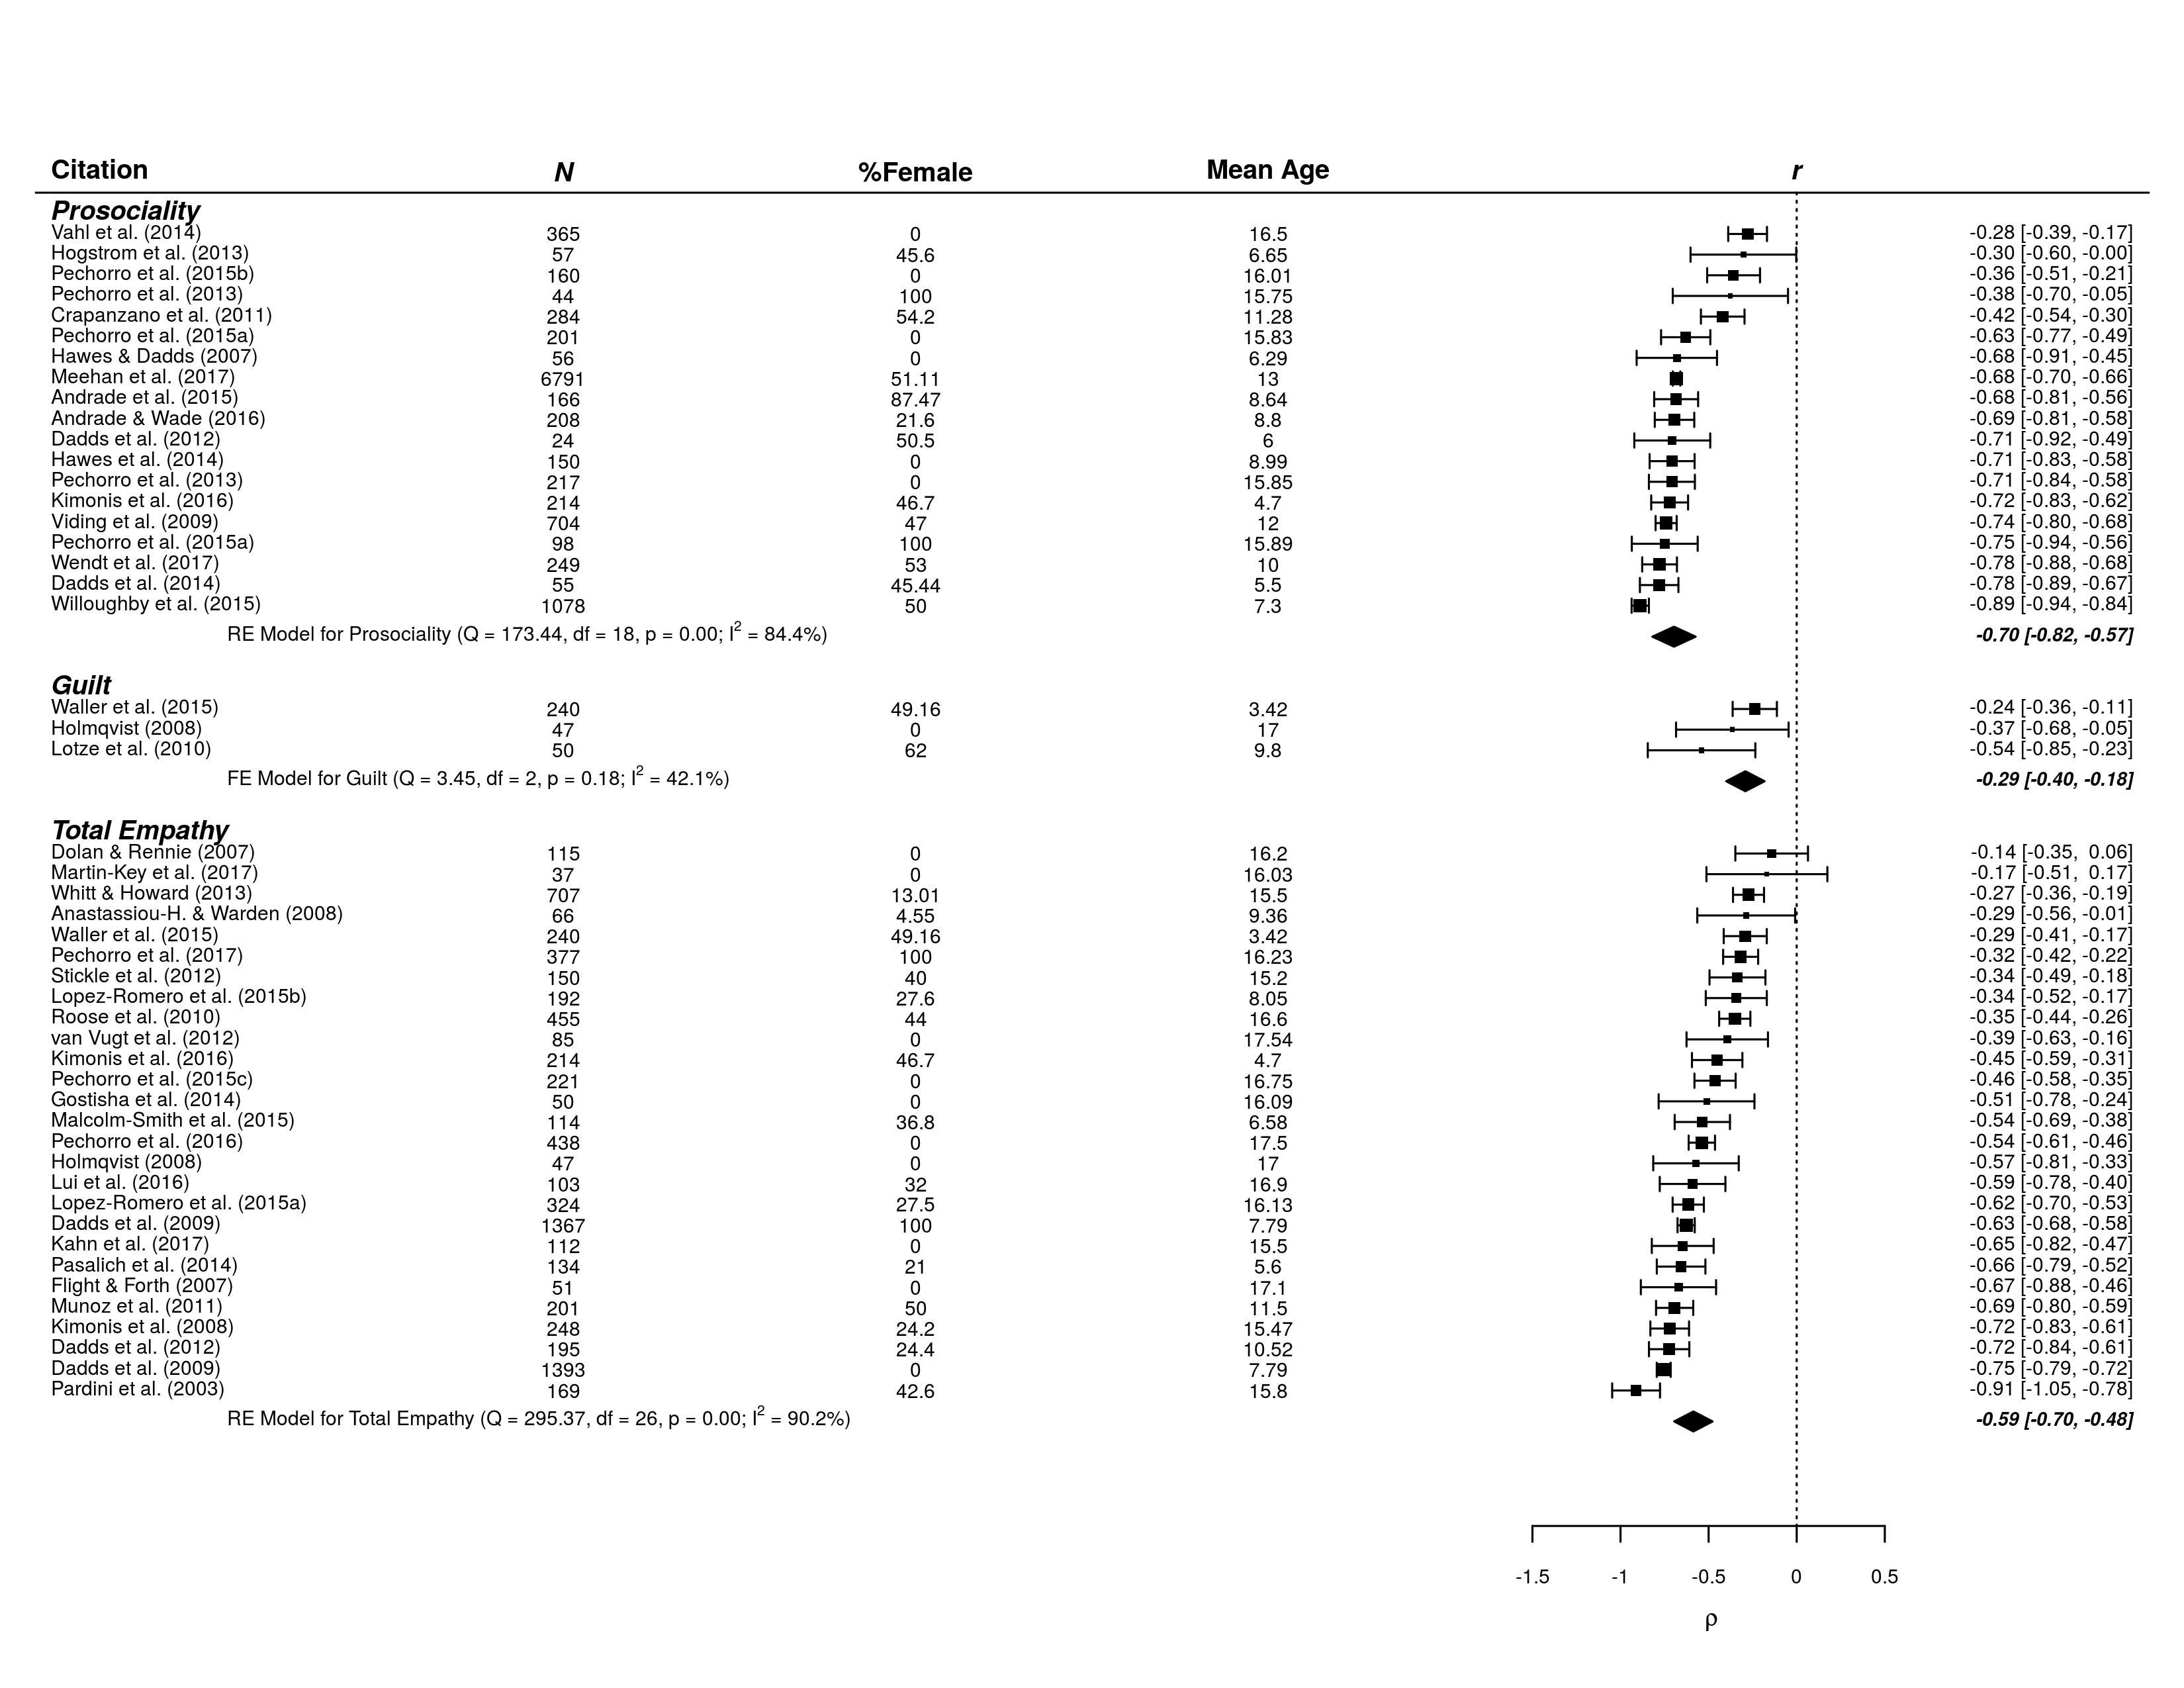 Citation N %Female Mean Age r
Prosociality
Vahl et al. (2014) 365 0 16.5 -0.28 [-0.39, -0.17]
Hogstrom et al. (2013) 57 45.6 6.65 -0.30 [-0.60, -0.00]
Pechorro et al. (2015b) 160 0 16.01 -0.36 [-0.51, -0.21]
Pechorro et al. (2013) 44 100 15.75 -0.38 [-0.70, -0.05]
Crapanzano et al. (2011) 284 54.2 11.28 -0.42 [-0.54, -0.30]
Pechorro et al. (2015a) 201 0 15.83 -0.63 [-0.77, -0.49]
Hawes & Dadds (2007) 56 0 6.29 -0.68 [-0.91, -0.45]
Meehan et al. (2017) 6791 51.11 13 -0.68 [-0.70, -0.66]
Andrade et al. (2015) 166 87.47 8.64 -0.68 [-0.81, -0.56]
Andrade & Wade (2016) 208 21.6 8.8 -0.69 [-0.81, -0.58]
Dadds et al. (2012) 24 50.5 6 -0.71 [-0.92, -0.49]
Hawes et al. (2014) 150 0 8.99 -0.71 [-0.83, -0.58]
Pechorro et al. (2013) 217 0 15.85 -0.71 [-0.84, -0.58]
Kimonis et al. (2016) 214 46.7 4.7 -0.72 [-0.83, -0.62]
Viding et al. (2009) 704 47 12 -0.74 [-0.80, -0.68]
Pechorro et al. (2015a) 98 100 15.89 -0.75 [-0.94, -0.56]
Wendt et al. (2017) 249 53 10 -0.78 [-0.88, -0.68]
Dadds et al. (2014) 55 45.44 5.5 -0.78 [-0.89, -0.67]
Willoughby et al. (2015) 1078 50 7.3 -0.89 [-0.94, -0.84]
RE Model for Prosociality (Q = 173.44, df = 18, p = 0.00; I2 = 84.4%) -0.70 [-0.82, -0.57]
Guilt
Waller et al. (2015) 240 49.16 3.42 -0.24 [-0.36, -0.11]
Holmqvist (2008) 47 0 17 -0.37 [-0.68, -0.05]
Lotze et al. (2010) 50 62 9.8 -0.54 [-0.85, -0.23]
FE Model for Guilt (Q = 3.45, df = 2, p = 0.18; I2 = 42.1%) -0.29 [-0.40, -0.18]
Total Empathy
Dolan & Rennie (2007) 115 0 16.2 -0.14 [-0.35, 0.06]
Martin-Key et al. (2017) 37 0 16.03 -0.17 [-0.51, 0.17]
Whitt & Howard (2013) 707 13.01 15.5 -0.27 [-0.36, -0.19]
Anastassiou-H. & Warden (2008) 66 4.55 9.36 -0.29 [-0.56, -0.01]
Waller et al. (2015) 240 49.16 3.42 -0.29 [-0.41, -0.17]
Pechorro et al. (2017) 377 100 16.23 -0.32 [-0.42, -0.22]
Stickle et al. (2012) 150 40 15.2 -0.34 [-0.49, -0.18]
Lopez-Romero et al. (2015b) 192 27.6 8.05 -0.34 [-0.52, -0.17]
Roose et al. (2010) 455 44 16.6 -0.35 [-0.44, -0.26]
van Vugt et al. (2012) 85 0 17.54 -0.39 [-0.63, -0.16]
Kimonis et al. (2016) 214 46.7 4.7 -0.45 [-0.59, -0.31]
Pechorro et al. (2015c) 221 0 16.75 -0.46 [-0.58, -0.35]
Gostisha et al. (2014) 50 0 16.09 -0.51 [-0.78, -0.24]
Malcolm-Smith et al. (2015) 114 36.8 6.58 -0.54 [-0.69, -0.38]
Pechorro et al. (2016) 438 0 17.5 -0.54 [-0.61, -0.46]
Holmqvist (2008) 47 0 17 -0.57 [-0.81, -0.33]
Lui et al. (2016) 103 32 16.9 -0.59 [-0.78, -0.40]
Lopez-Romero et al. (2015a) 324 27.5 16.13 -0.62 [-0.70, -0.53]
Dadds et al. (2009) 1367 100 7.79 -0.63 [-0.68, -0.58]
Kahn et al. (2017) 112 0 15.5 -0.65 [-0.82, -0.47]
Pasalich et al. (2014) 134 21 5.6 -0.66 [-0.79, -0.52]
Flight & Forth (2007) 51 0 17.1 -0.67 [-0.88, -0.46]
Munoz et al. (2011) 201 50 11.5 -0.69 [-0.80, -0.59]
Kimonis et al. (2008) 248 24.2 15.47 -0.72 [-0.83, -0.61]
Dadds et al. (2012) 195 24.4 10.52 -0.72 [-0.84, -0.61]
Dadds et al. (2009) 1393 0 7.79 -0.75 [-0.79, -0.72]
Pardini et al. (2003) 169 42.6 15.8 -0.91 [-1.05, -0.78]
RE Model for Total Empathy (Q = 295.37, df = 26, p = 0.00; I2 = 90.2%) -0.59 [-0.70, -0.48]
-1.5 -1 -0.5 0 0.5
ρ